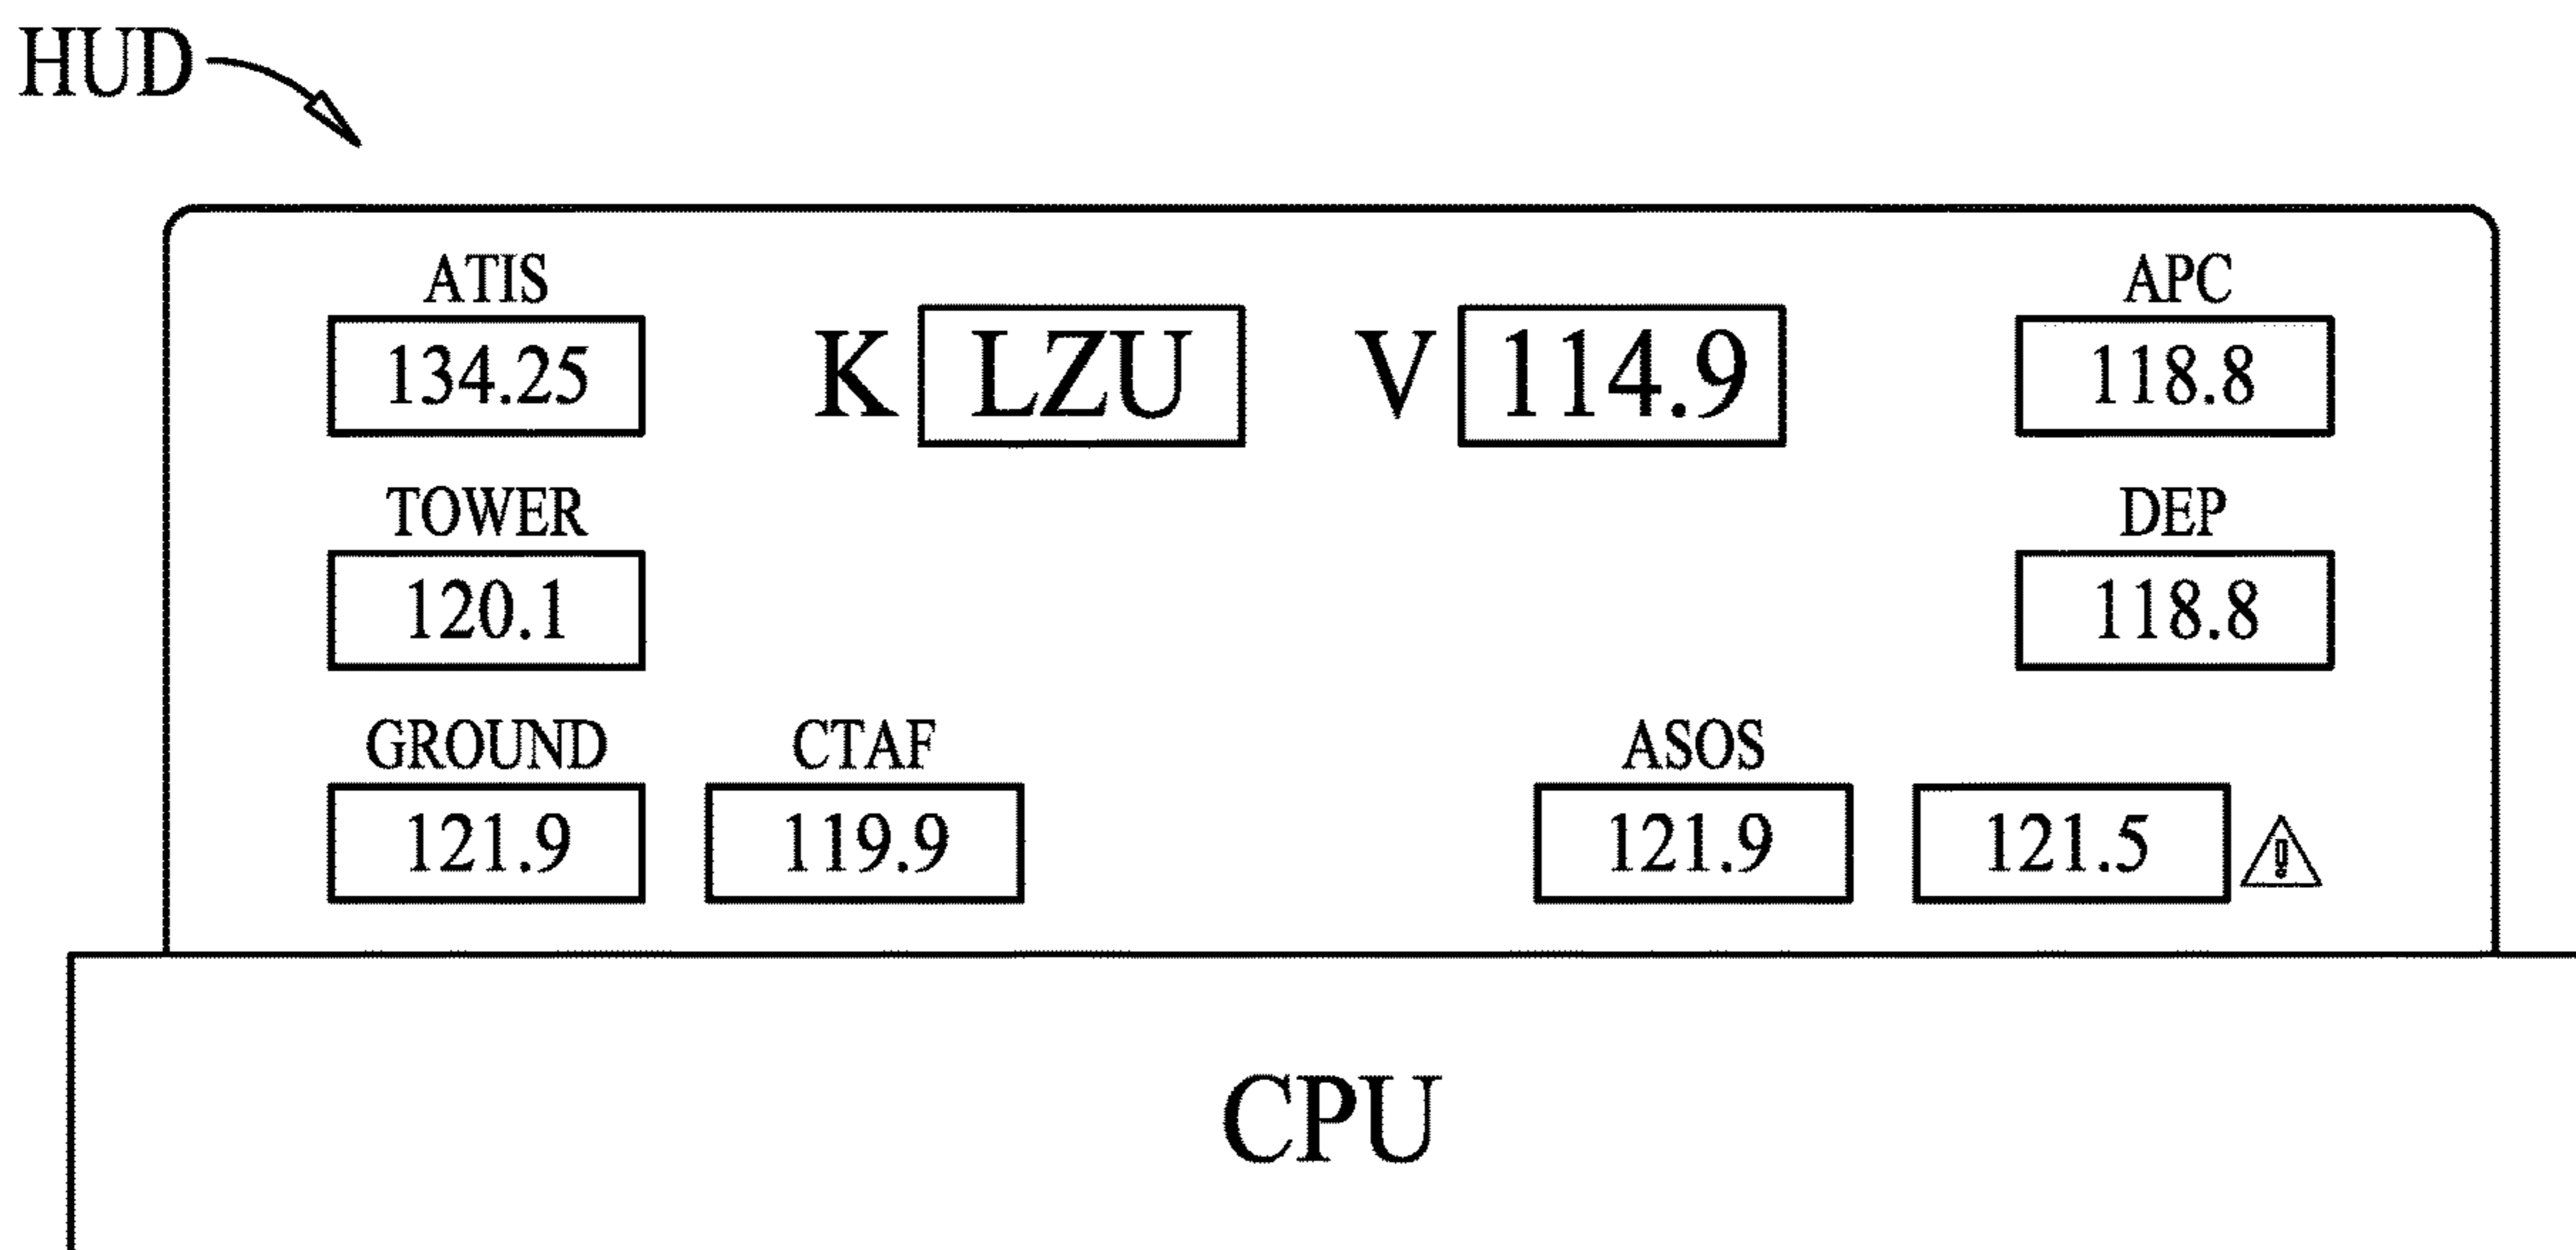 HUD
ATIS
APC
134.25
K LZU V 114.9
118.8
TOWER
DEP
120.1
118.8
GROUND CTAF ASOS
121.9 119.9 121.9 121.5
CPU